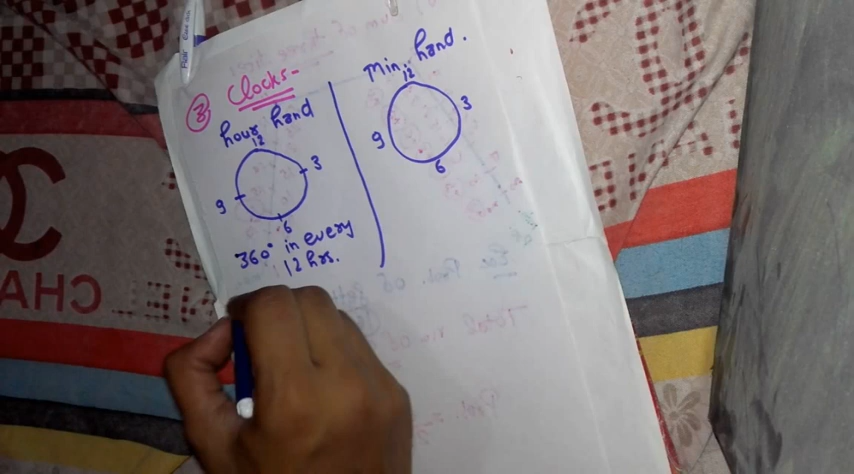 Flair
③ Clocks-
hour hand
12
3
9
6
360° in every
12 hrs.
Min. hand.
12
3
9
6